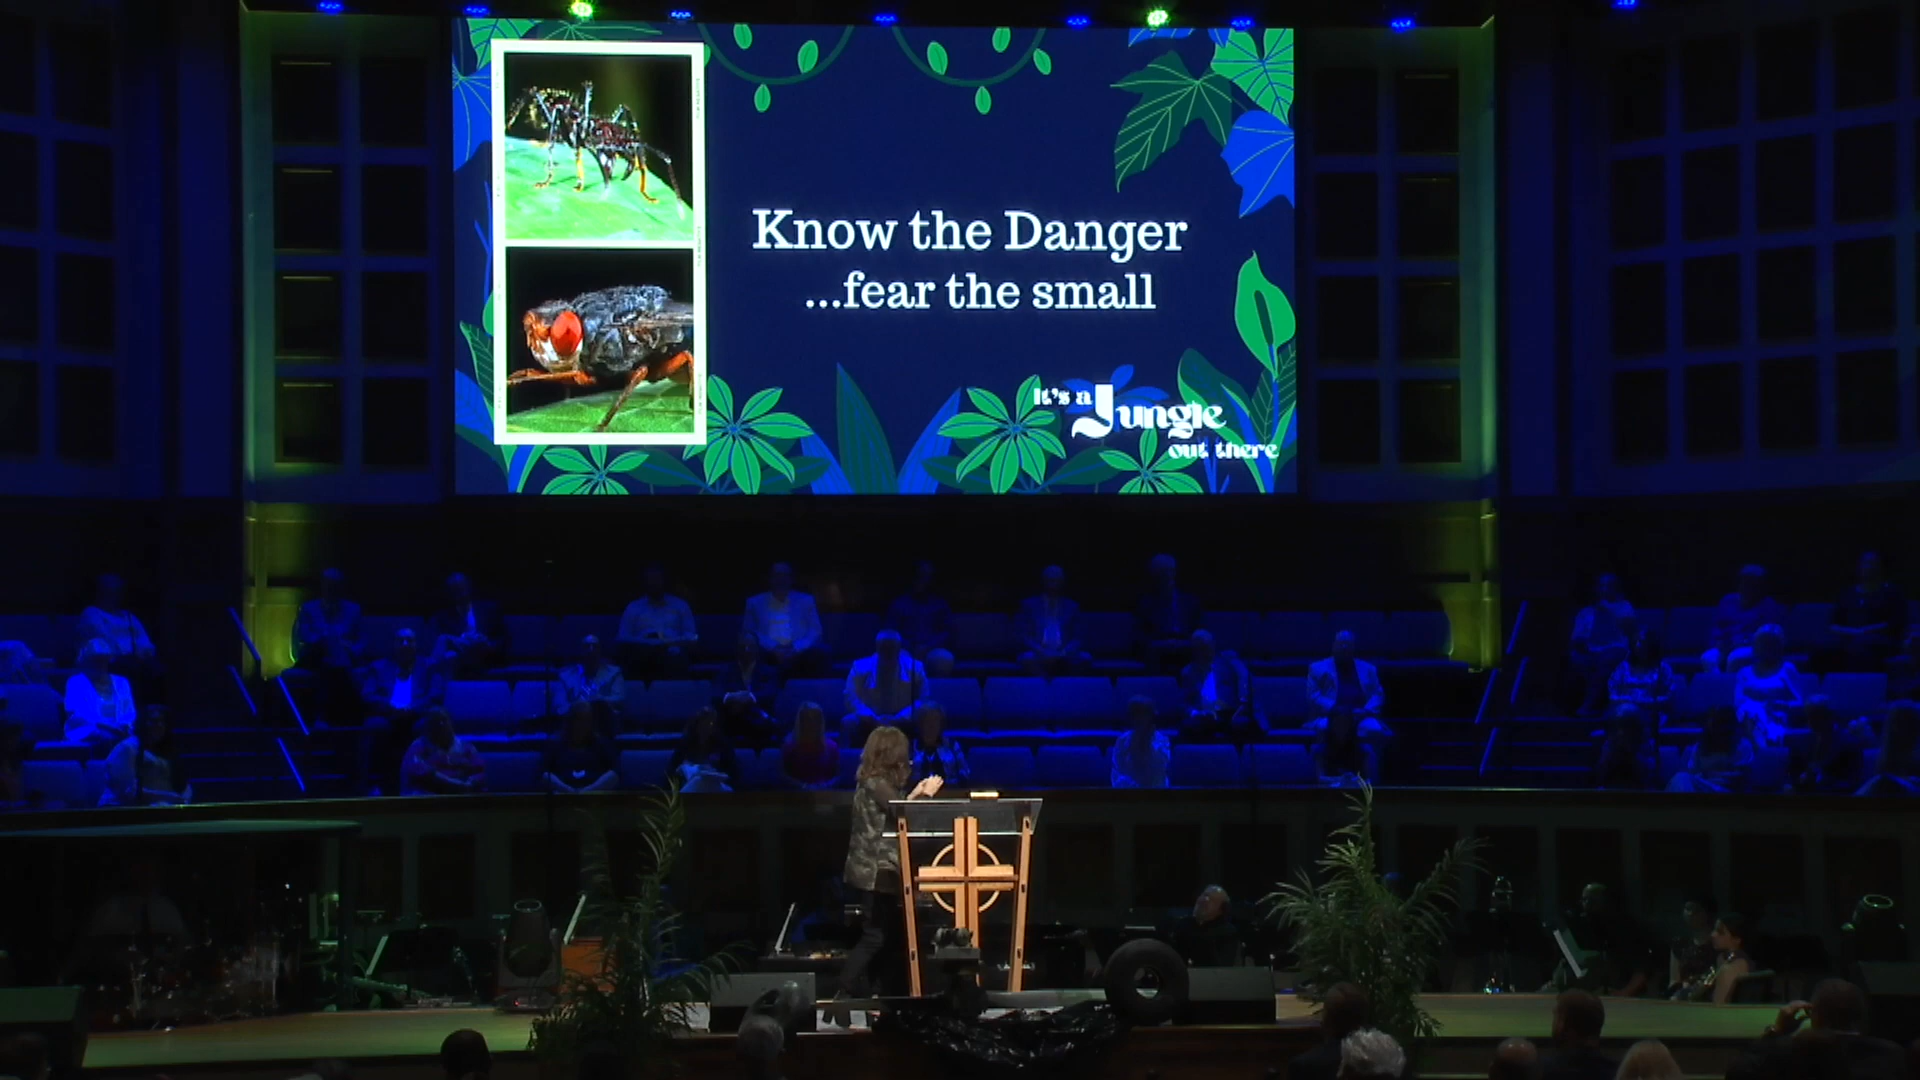 Know the Danger
...fear the small
It's a
Jungle
out there